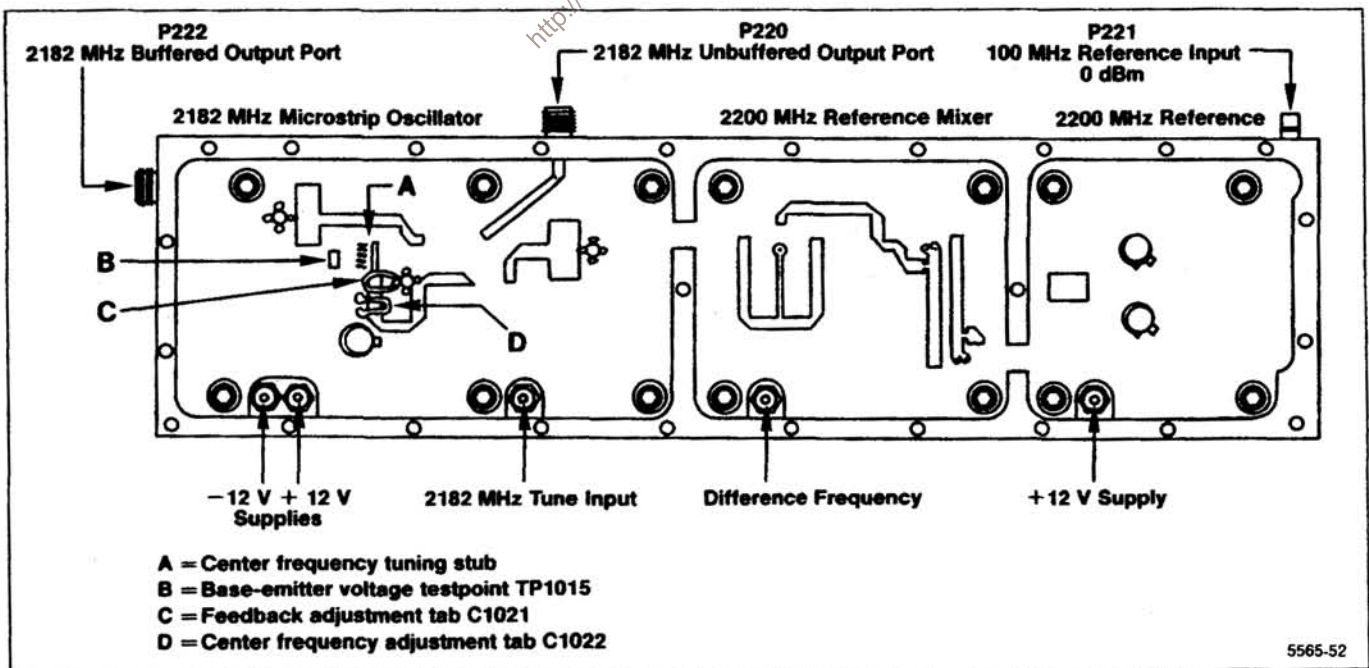 http://
P222
2182 MHz Buffered Output Port
P220
2182 MHz Unbuffered Output Port
P221
100 MHz Reference Input
0 dBm
2182 MHz Microstrip Oscillator
2200 MHz Reference Mixer
2200 MHz Reference
A
B
C
D
−12 V + 12 V
Supplies
2182 MHz Tune Input
Difference Frequency
+12 V Supply
A = Center frequency tuning stub
B = Base-emitter voltage testpoint TP1015
C = Feedback adjustment tab C1021
D = Center frequency adjustment tab C1022
5565-52